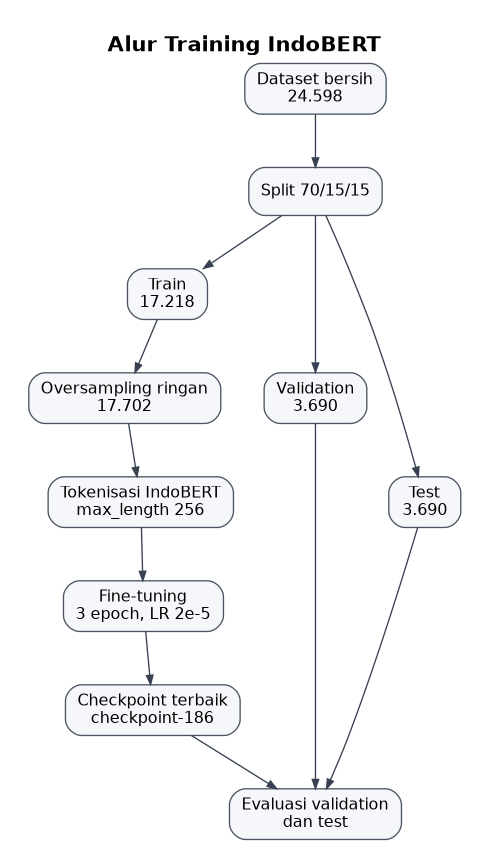 Alur Training IndoBERT
Dataset bersih
24.598
Split 70/15/15
Train
17.218
Oversampling ringan
17.702
Validation
3.690
Tokenisasi IndoBERT
max_length 256
Test
3.690
Fine-tuning
3 epoch, LR 2e-5
Checkpoint terbaik
checkpoint-186
Evaluasi validation
dan test